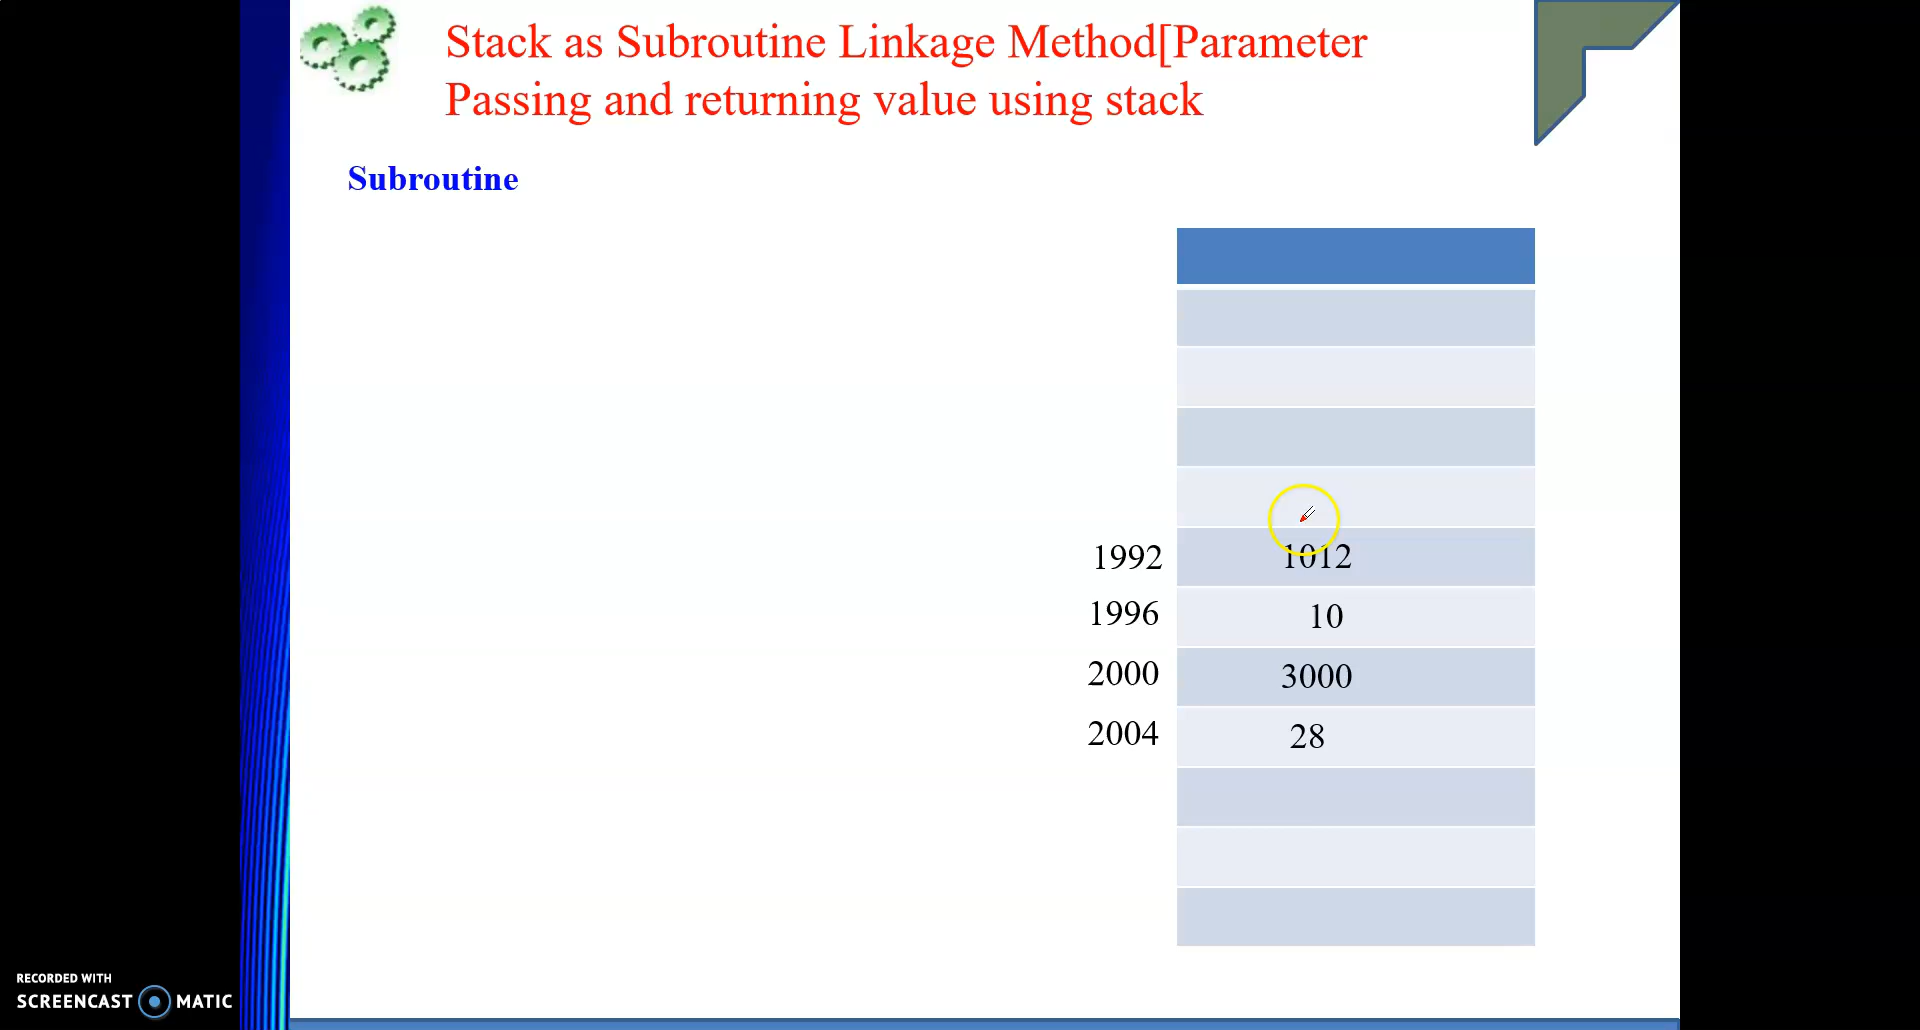 Stack as Subroutine Linkage Method[Parameter
Passing and returning value using stack
Subroutine
1992 1012
1996 10
2000 3000
2004 28
RECORDED WITH
SCREENCAST MATIC